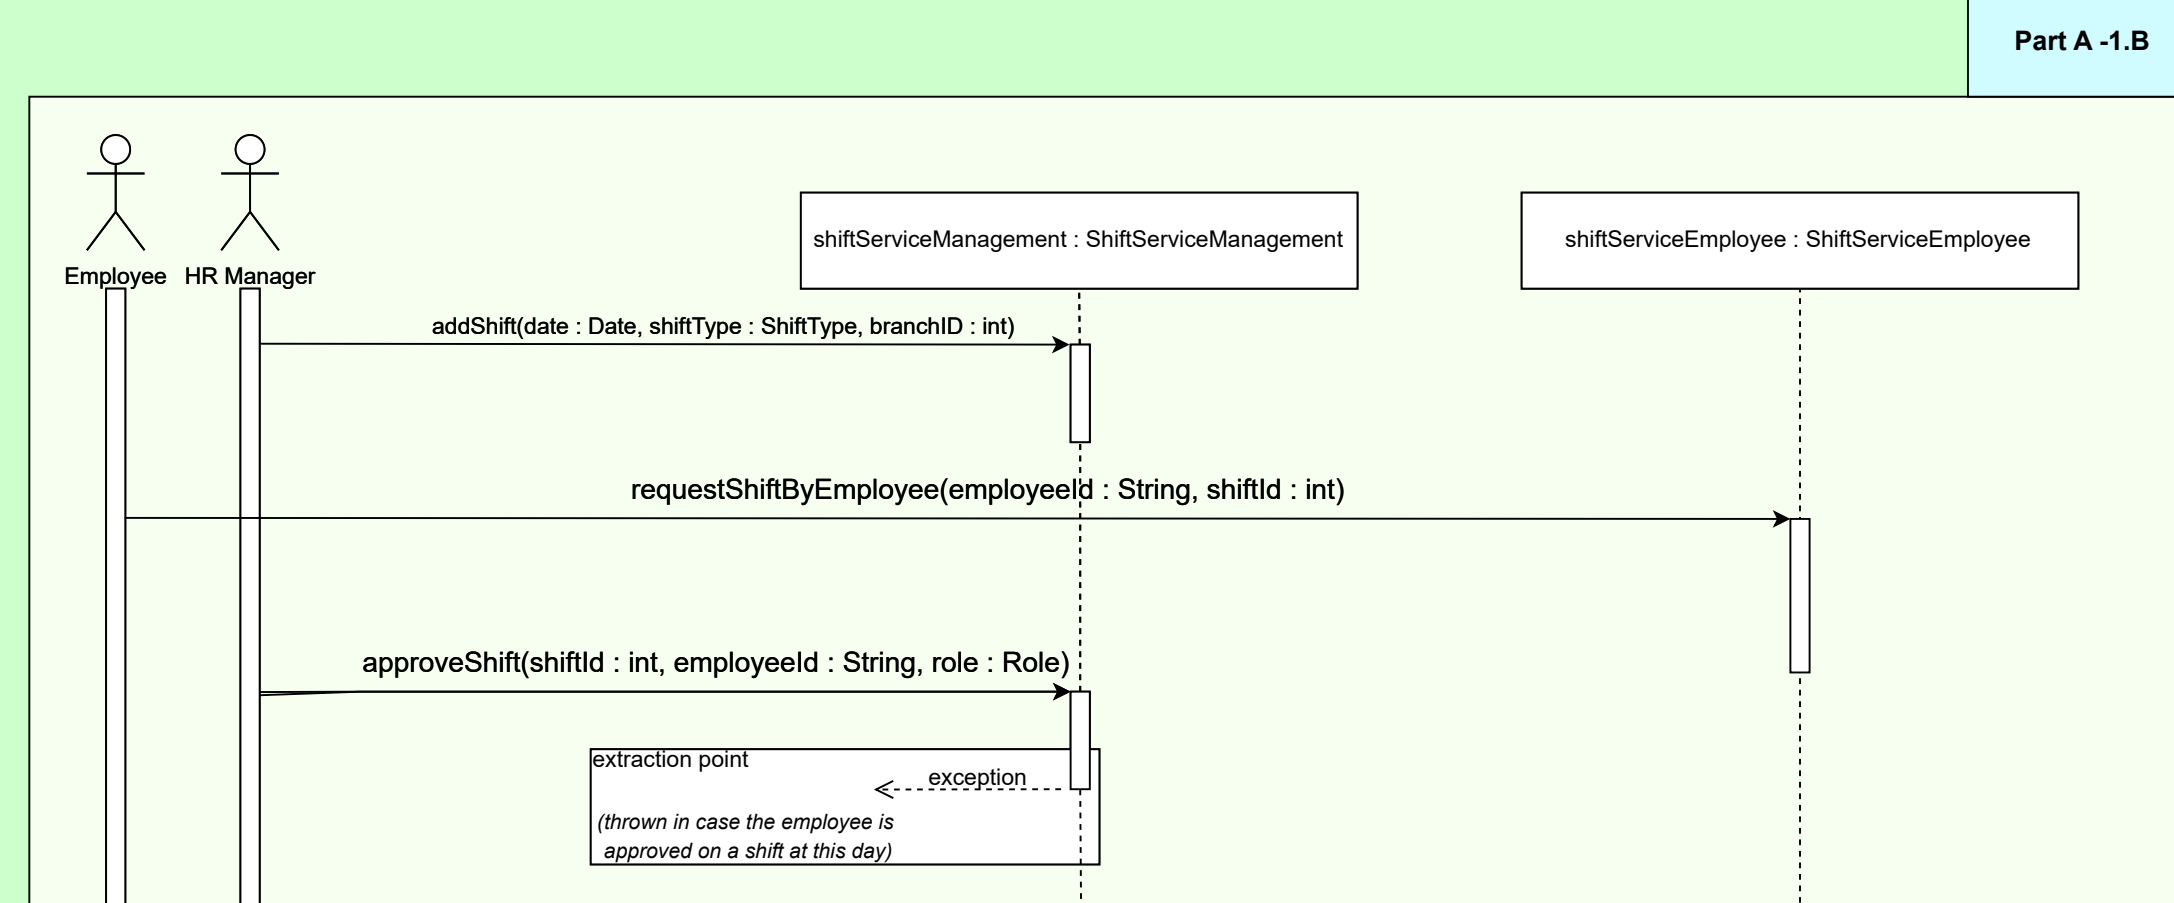 Part A -1.B
shiftServiceManagement : ShiftServiceManagement
shiftServiceEmployee : ShiftServiceEmployee
Employee
HR Manager
addShift(date : Date, shiftType : ShiftType, branchID : int)
requestShiftByEmployee(employeeId : String, shiftId : int)
approveShift(shiftId : int, employeeId : String, role : Role)
extraction point
exception
(thrown in case the employee is
approved on a shift at this day)